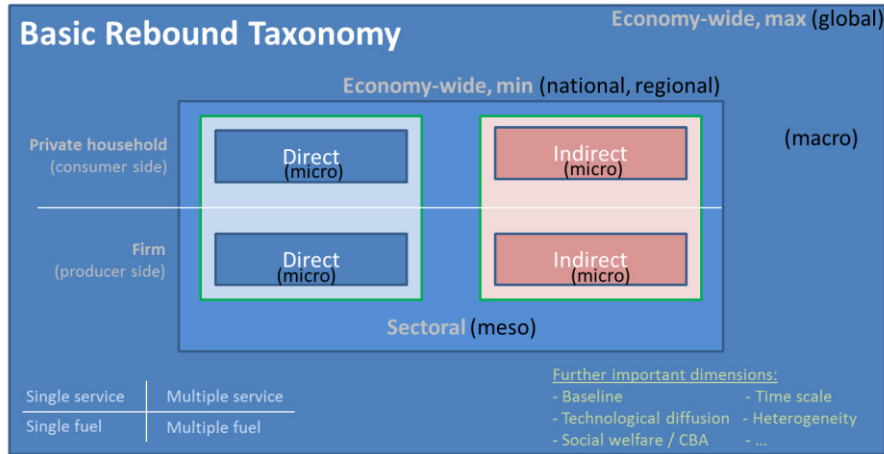 Economy-wide, max (global)
Basic Rebound Taxonomy
Economy-wide, min (national, regional)
Private household
(consumer side)
Direct
(micro)
Indirect
(micro)
(macro)
Firm
(producer side)
Direct
(micro)
Indirect
(micro)
Sectoral (meso)
Single service
Multiple service
Single fuel
Multiple fuel
Further important dimensions:
- Baseline - Time scale
- Technological diffusion - Heterogeneity
- Social welfare / CBA - ...